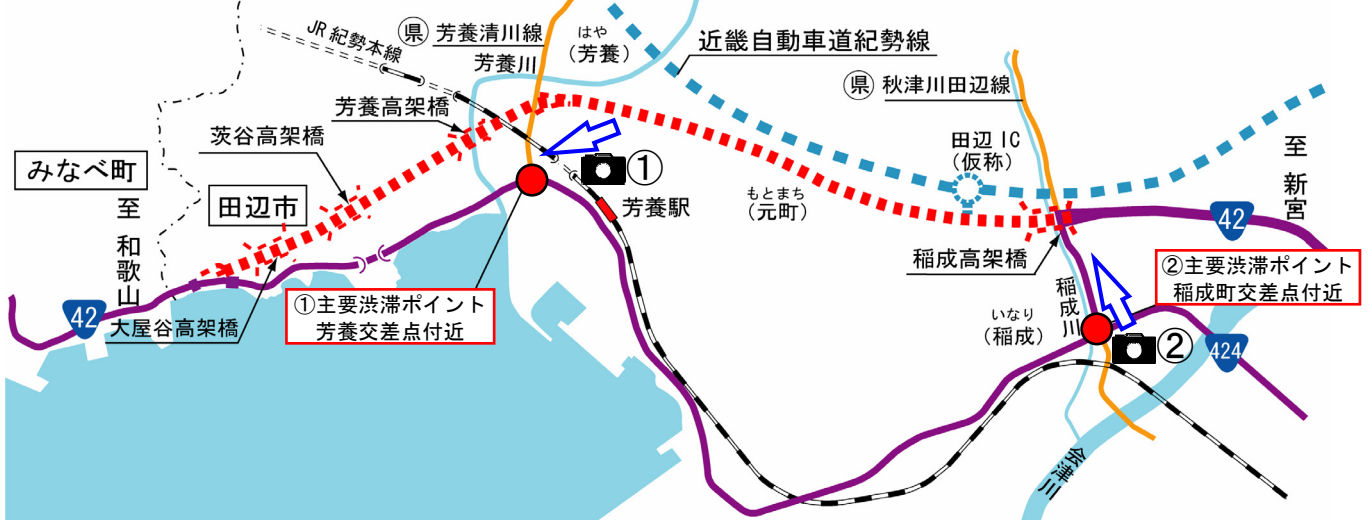 JR紀勢本線
県 芳養清川線
芳養川
はや
（芳養）
近畿自動車道紀勢線
県 秋津川田辺線
芳養高架橋
茨谷高架橋
みなべ町
田辺市
至 和歌山
42
大屋谷高架橋
①
芳養駅
もとまち
（元町）
田辺IC
（仮称）
至 新宮
42
稲成高架橋
①主要渋滞ポイント
芳養交差点付近
②主要渋滞ポイント
稲成町交差点付近
稲成川
いなり
（稲成）
②
424
会津川